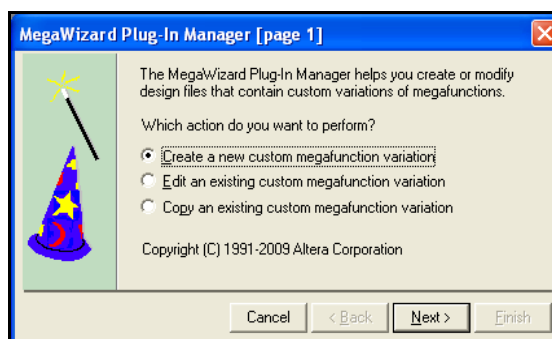 MegaWizard Plug-In Manager [page 1]
The MegaWizard Plug-In Manager helps you create or modify
design files that contain custom variations of megafunctions.
Which action do you want to perform?
Create a new custom megafunction variation
Edit an existing custom megafunction variation
Copy an existing custom megafunction variation
Copyright (C) 1991-2009 Altera Corporation
Cancel < Back Next > Finish